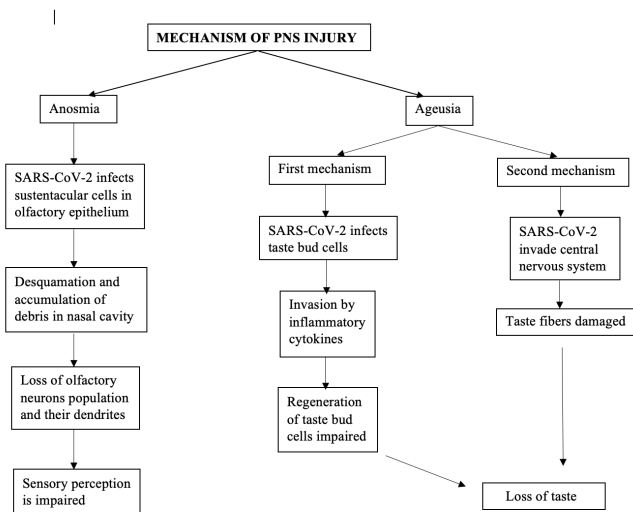 MECHANISM OF PNS INJURY
Anosmia
SARS-CoV-2 infects
sustentacular cells in
olfactory epithelium
Desquamation and
accumulation of
debris in nasal cavity
Loss of olfactory
neurons population
and their dendrites
Sensory perception
is impaired
Ageusia
First mechanism
SARS-CoV-2 infects
taste bud cells
Invasion by
inflammatory
cytokines
Regeneration
of taste bud
cells impaired
Second mechanism
SARS-CoV-2
invade central
nervous system
Taste fibers damaged
Loss of taste